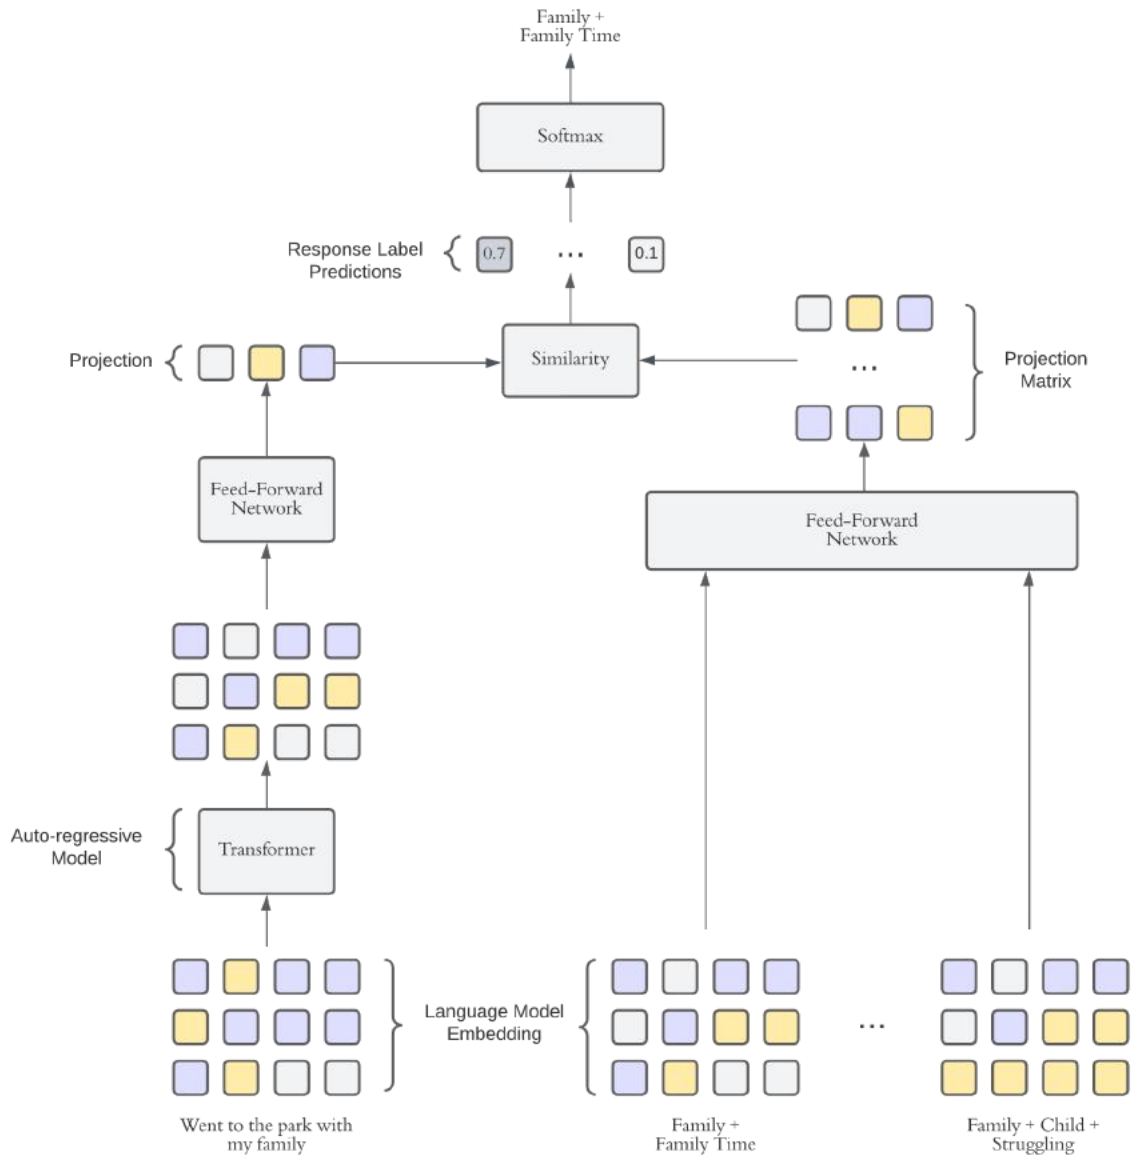 Family +
Family Time
Softmax
Response Label
Predictions
0.7
...
0.1
Projection
Similarity
...
Projection
Matrix
Feed-Forward
Network
Feed-Forward
Network
Auto-regressive
Model
Transformer
Language Model
Embedding
...
Went to the park with
my family
Family +
Family Time
Family + Child +
Struggling